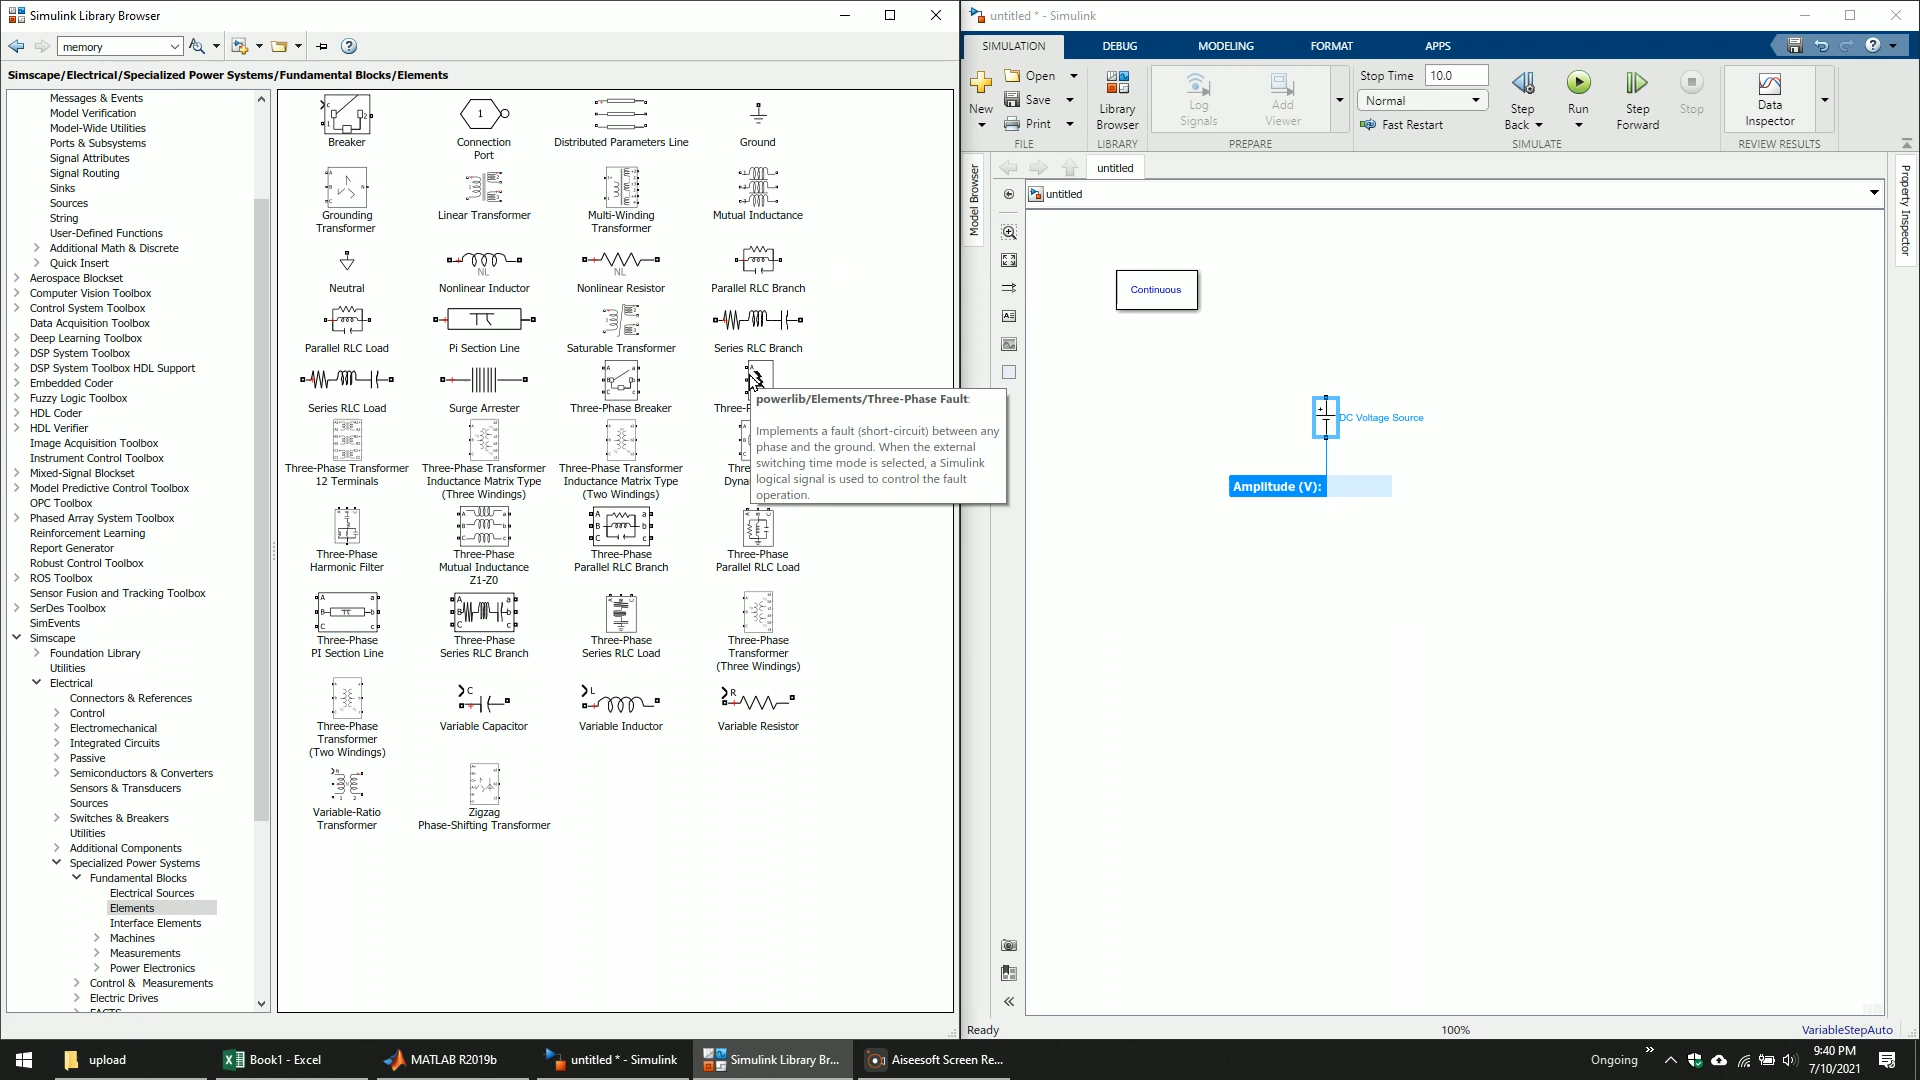 Simulink Library Browser
memory
Simscape/Electrical/Specialized Power Systems/Fundamental Blocks/Elements
Messages & Events
Model Verification
Model-Wide Utilities
Ports & Subsystems
Signal Attributes
Signal Routing
Sinks
Sources
String
User-Defined Functions
Additional Math & Discrete
Quick Insert
Aerospace Blockset
Computer Vision Toolbox
Control System Toolbox
Data Acquisition Toolbox
Deep Learning Toolbox
DSP System Toolbox
DSP System Toolbox HDL Support
Embedded Coder
Fuzzy Logic Toolbox
HDL Coder
HDL Verifier
Image Acquisition Toolbox
Instrument Control Toolbox
Mixed-Signal Blockset
Model Predictive Control Toolbox
OPC Toolbox
Phased Array System Toolbox
Reinforcement Learning
Report Generator
Robust Control Toolbox
ROS Toolbox
Sensor Fusion and Tracking Toolbox
SerDes Toolbox
SimEvents
Simscape
Foundation Library
Utilities
Electrical
Connectors & References
Control
Electromechanical
Integrated Circuits
Passive
Semiconductors & Converters
Sensors & Transducers
Sources
Switches & Breakers
Utilities
Additional Components
Specialized Power Systems
Fundamental Blocks
Electrical Sources
Elements
Interface Elements
Machines
Measurements
Power Electronics
Control & Measurements
Electric Drives
FACTS
Breaker
Connection
Port
Distributed Parameters Line
Ground
Grounding
Transformer
Linear Transformer
Multi-Winding
Transformer
Mutual Inductance
Neutral
NL
Nonlinear Inductor
NL
Nonlinear Resistor
Parallel RLC Branch
Parallel RLC Load
Pi Section Line
Saturable Transformer
Series RLC Branch
Series RLC Load
Surge Arrester
Three-Phase Breaker
Three-P
powerlib/Elements/Three-Phase Fault:
Implements a fault (short-circuit) between any
phase and the ground. When the external
switching time mode is selected, a Simulink
logical signal is used to control the fault
operation.
Three-Phase Transformer
12 Terminals
Three-Phase Transformer
Inductance Matrix Type
(Three Windings)
Three-Phase Transformer
Inductance Matrix Type
(Two Windings)
Three
Dyna
Three-Phase
Harmonic Filter
Three-Phase
Mutual Inductance
Z1-Z0
Three-Phase
Parallel RLC Branch
Three-Phase
Parallel RLC Load
Three-Phase
PI Section Line
Three-Phase
Series RLC Branch
Three-Phase
Series RLC Load
Three-Phase
Transformer
(Three Windings)
Three-Phase
Transformer
(Two Windings)
Variable Capacitor
Variable Inductor
Variable Resistor
Variable-Ratio
Transformer
Zigzag
Phase-Shifting Transformer
untitled * - Simulink
SIMULATION
DEBUG
MODELING
FORMAT
APPS
New
Open
Save
Print
FILE
Library
Browser
LIBRARY
Log
Signals
Add
Viewer
PREPARE
Stop Time
10.0
Normal
Fast Restart
Step
Back
Run
Step
Forward
Stop
SIMULATE
Data
Inspector
REVIEW RESULTS
Model Browser
untitled
untitled
Property Inspector
Continuous
DC Voltage Source
Amplitude (V):
Ready
100%
VariableStepAuto
upload
Book1 - Excel
MATLAB R2019b
untitled * - Simulink
Simulink Library Br...
Aiseesoft Screen Re...
Ongoing
9:40 PM
7/10/2021